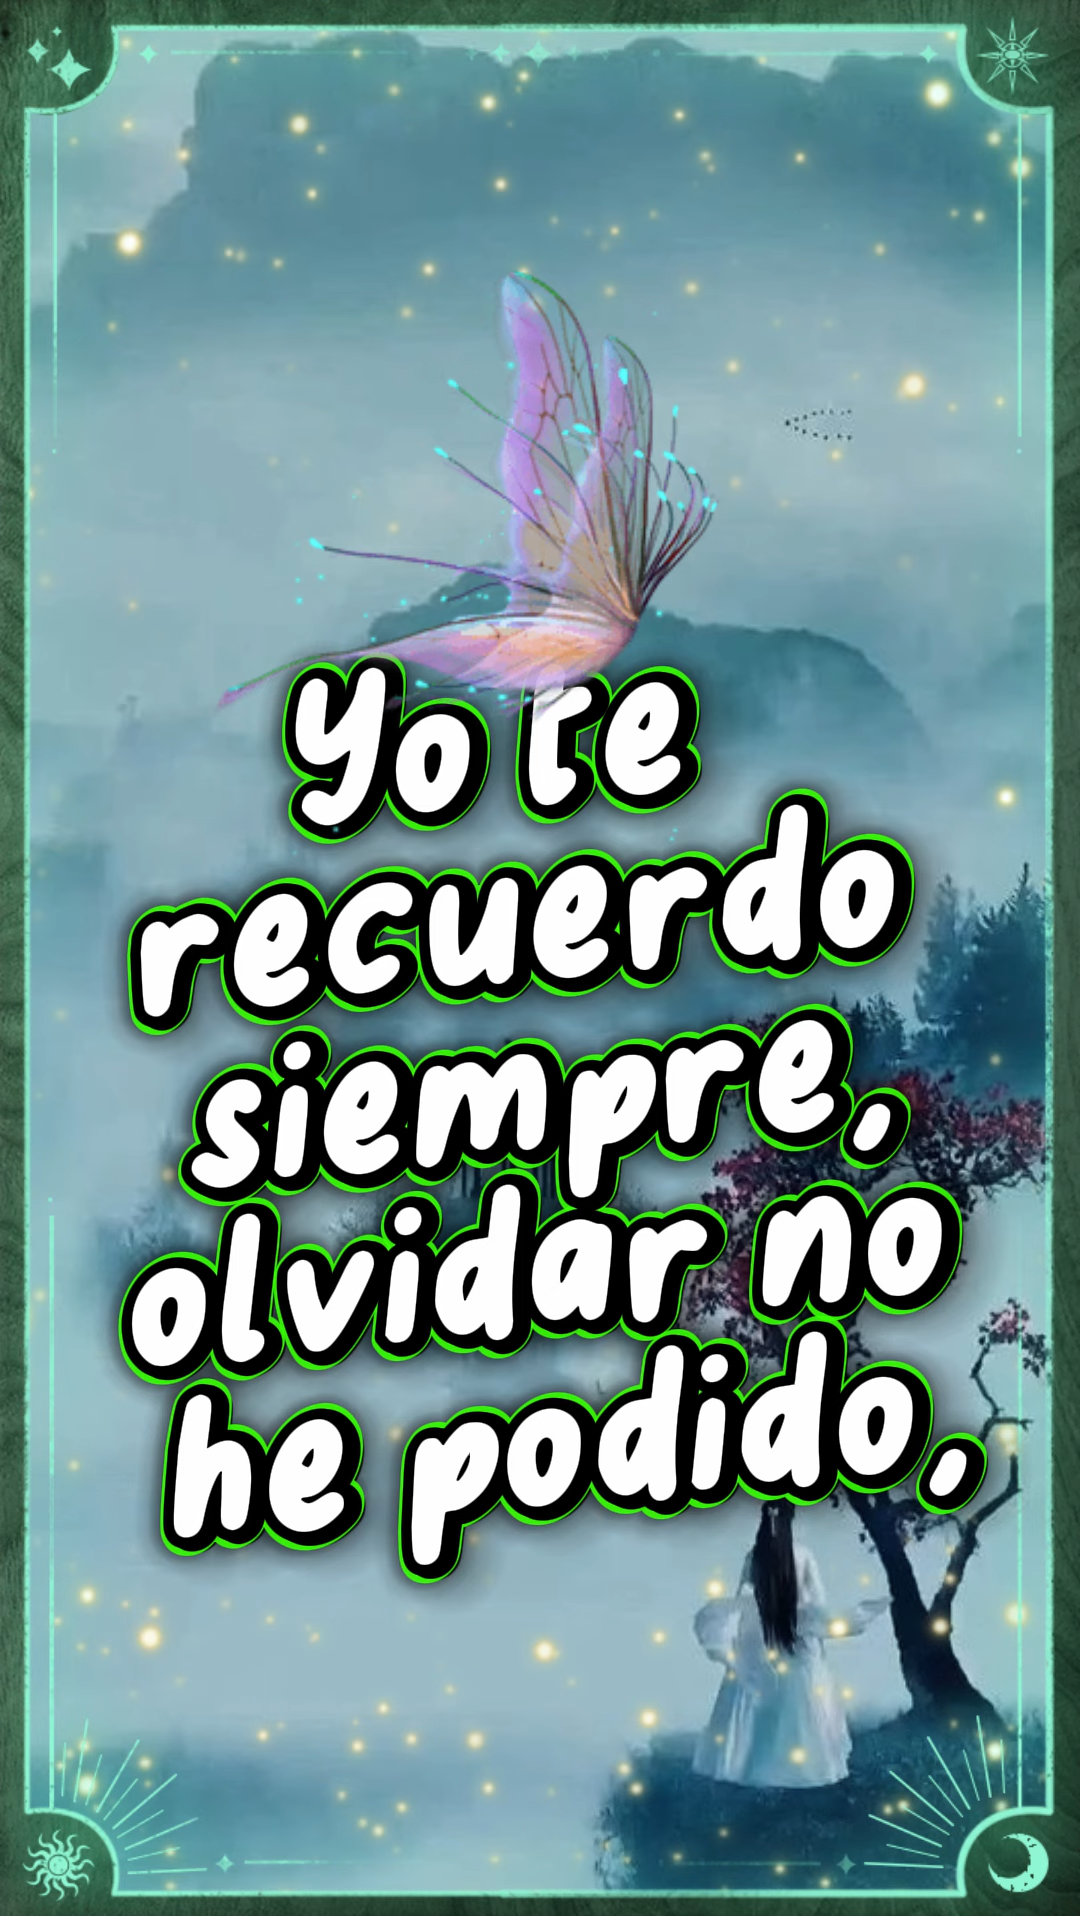 Yo te
recuerdo
siempre,
olvidar no
he podido,